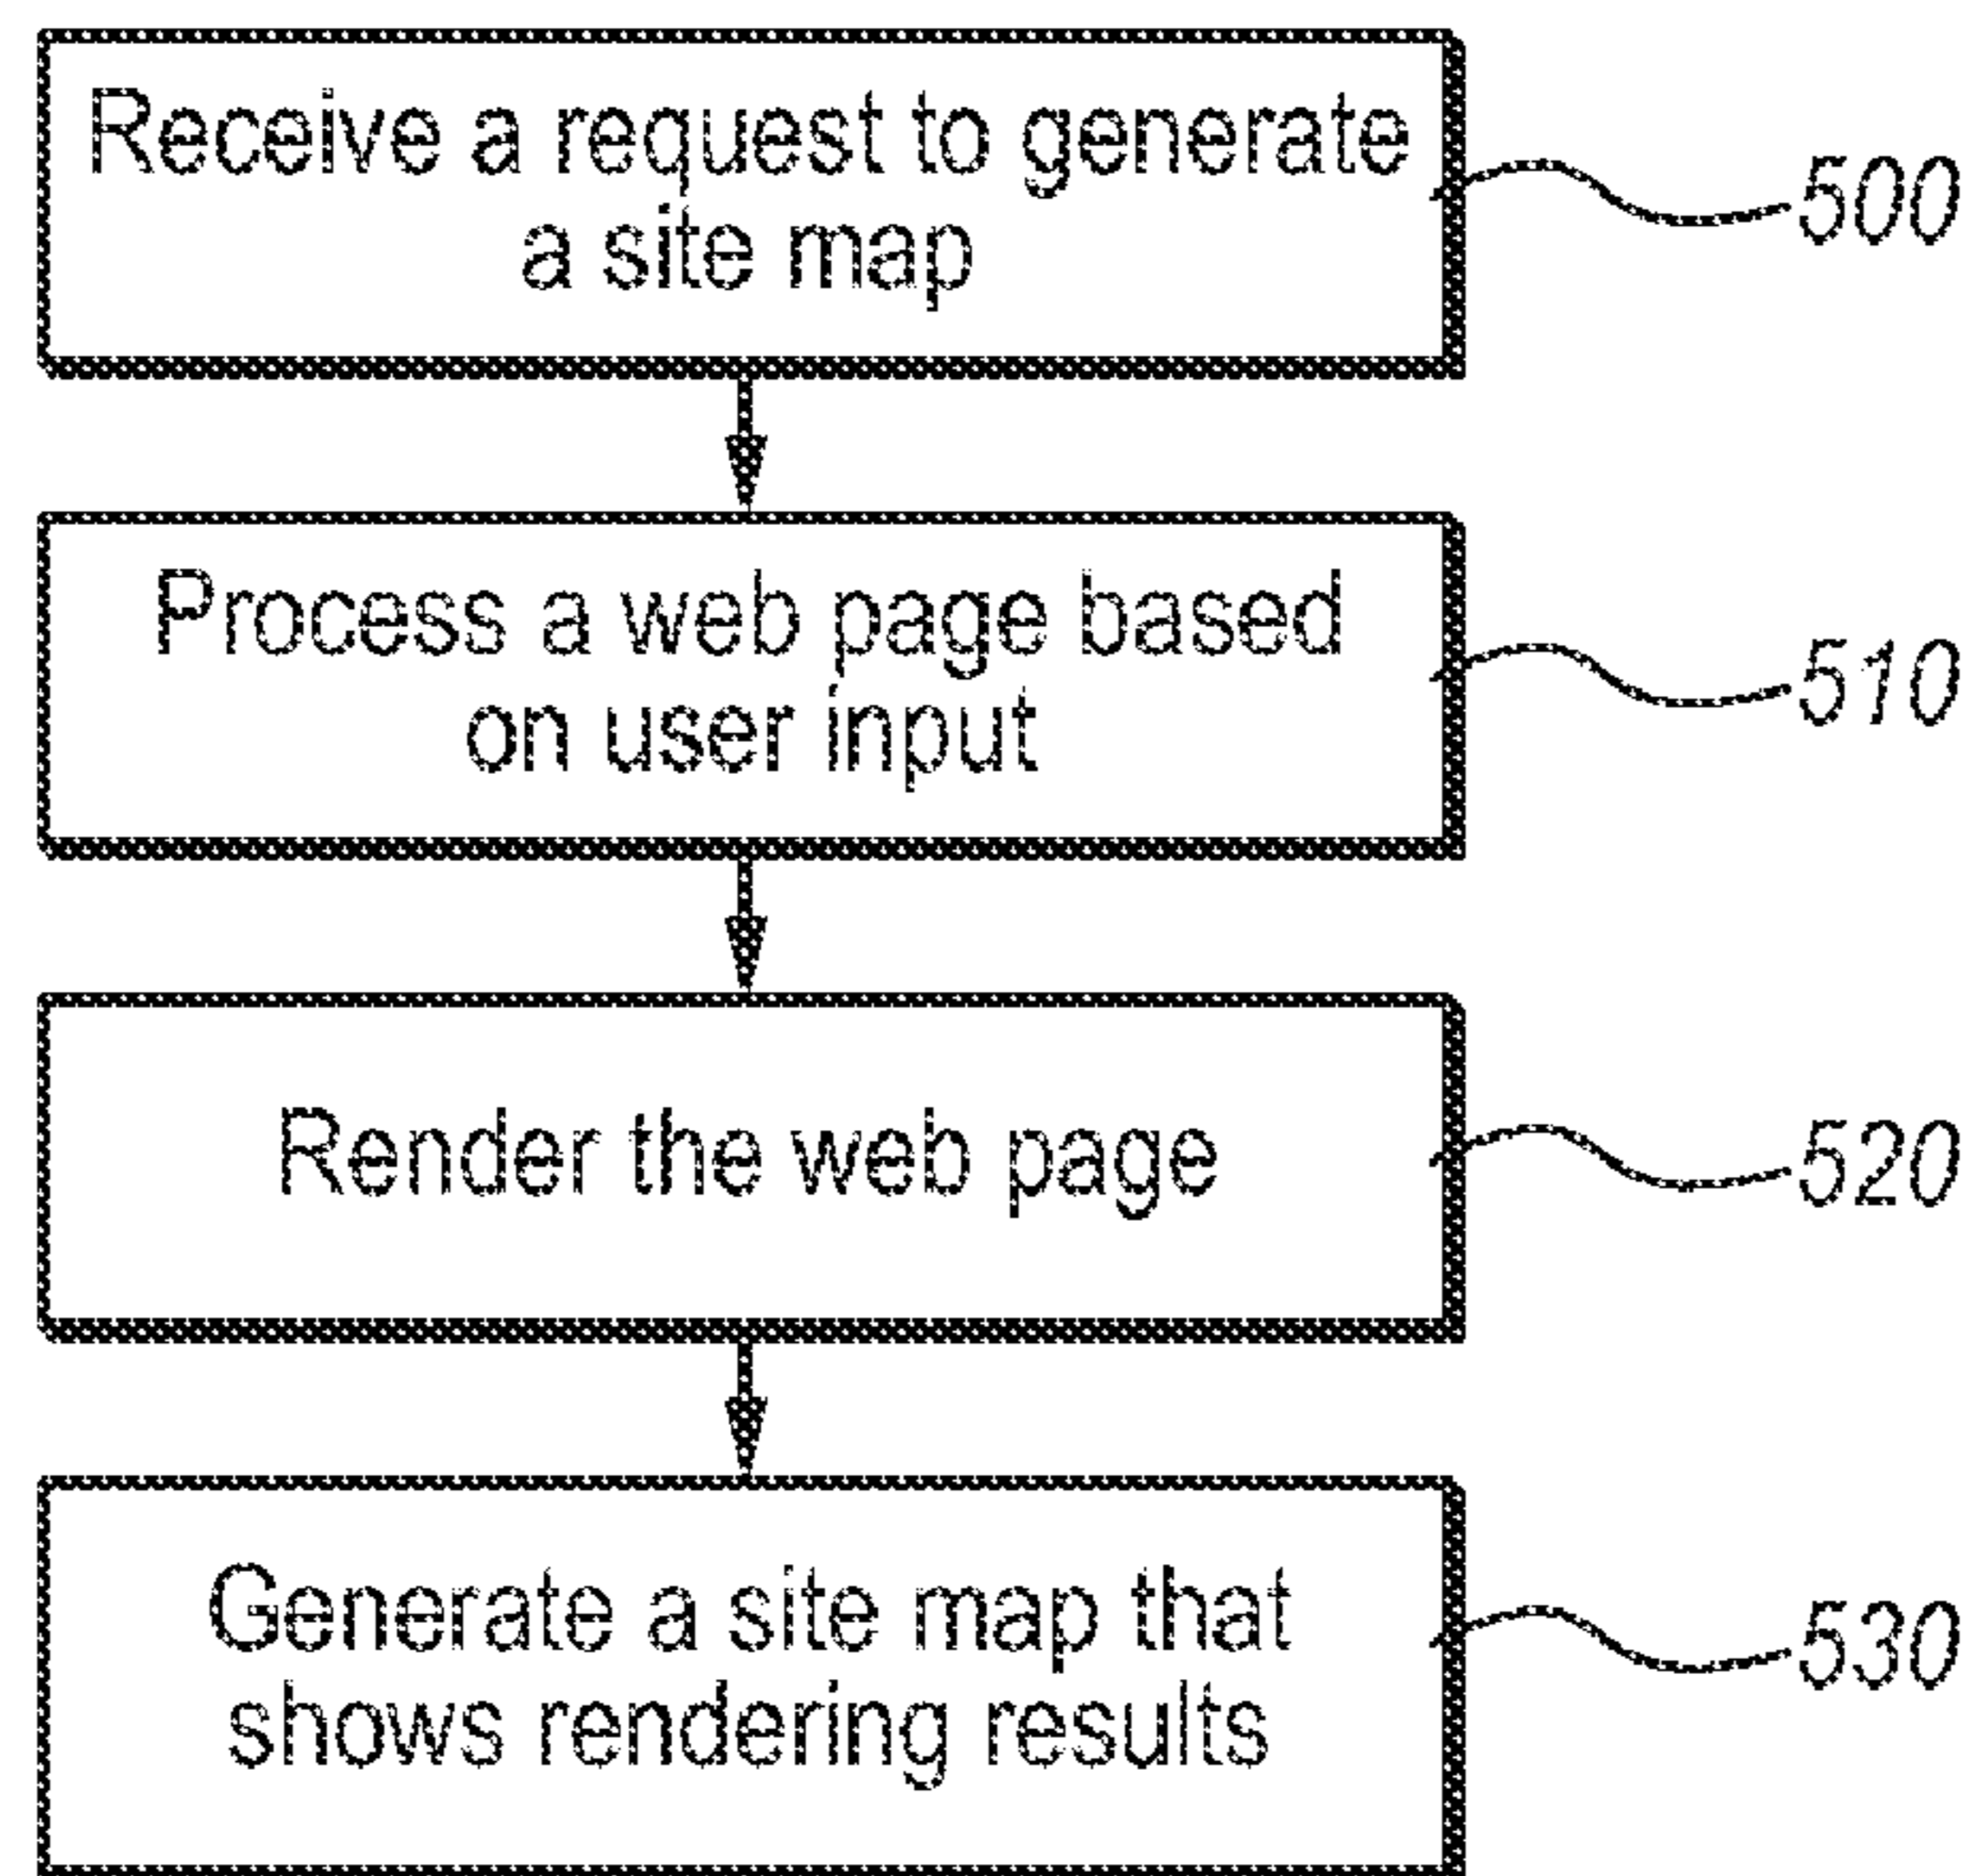 Receive a request to generate
a site map
500
Process a web page based
on user input
510
Render the web page
520
Generate a site map that
shows rendering results
530